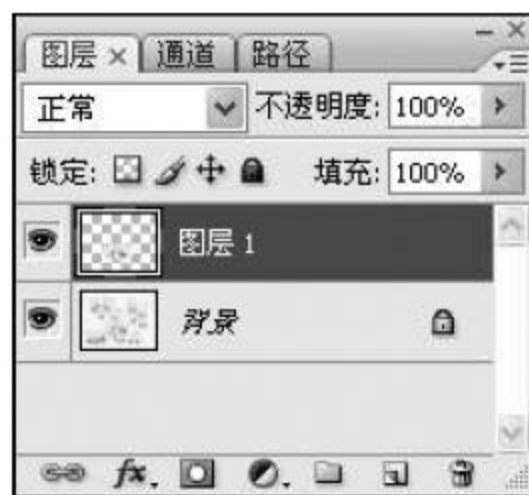 图层 通道 路径
正常 不透明度: 100%
锁定: 填充: 100%
图层 1
背景
fx.